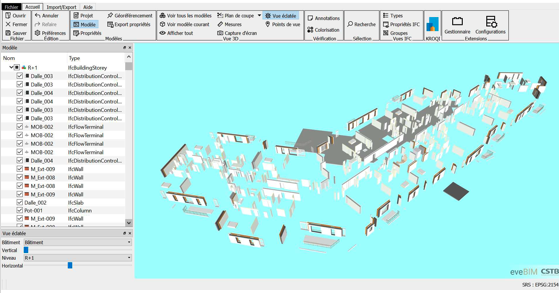 Fichier Accueil Import/Export Aide
Ouvrir
Fermer
Sauver
Fichier
Annuler
Refaire
Préférences
Édition
Projet
Modèle
Propriétés
Géoréférencement
Export propriétés
Modèles
Voir tous les modèles
Voir modèle courant
Afficher tout
Plan de coupe
Mesures
Capture d'écran
Vue éclatée
Points de vue
Vue 3D
Annotations
Colorisation
Vérification
Recherche
Sélection
Types
Propriétés IFC
Groupes
Vues IFC
KROQI
Gestionnaire
Configurations
Extensions
Modèle
Nom Type
R+1 IfcBuildingStorey
Dalle_003 IfcDistributionControl...
Dalle_003 IfcDistributionControl...
Dalle_003 IfcDistributionControl...
Dalle_004 IfcDistributionControl...
Dalle_004 IfcDistributionControl...
Dalle_004 IfcDistributionControl...
MOB-002 IfcFlowTerminal
MOB-002 IfcFlowTerminal
MOB-002 IfcFlowTerminal
MOB-002 IfcFlowTerminal
Dalle_004 IfcDistributionControl...
M_Ext-009 IfcWall
M_Ext-008 IfcWall
M_Ext-008 IfcWall
M_Ext-009 IfcWall
Dalle_002 IfcSlab
Pot-001 IfcColumn
M_Ext-009 IfcWall
Vue éclatée
Bâtiment Bâtiment
Vertical
Niveau R+1
Horizontal
eveBIM CSTB